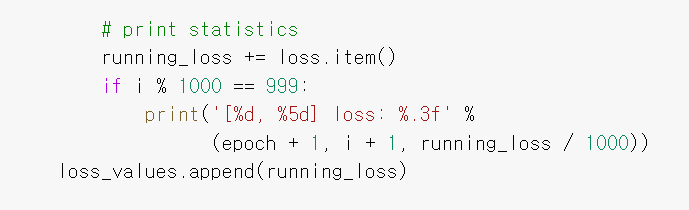 # print statistics
running_loss += loss.item()
if i % 1000 == 999:
print('[%d, %5d] loss: %.3f' %
(epoch + 1, i + 1, running_loss / 1000))
loss_values.append(running_loss)